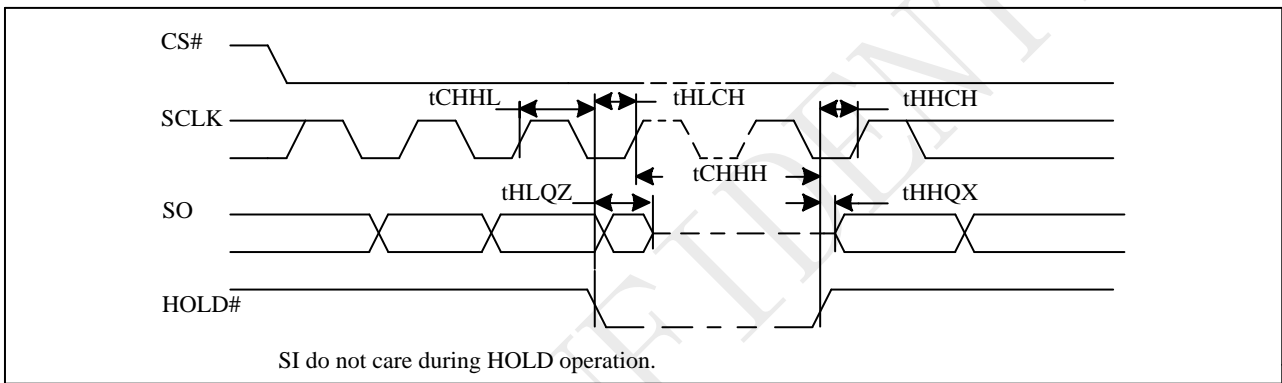 CS#
tCHHL
tHLCH
tHHCH
SCLK
tCHHH
tHLQZ
tHHQX
SO
HOLD#
SI do not care during HOLD operation.